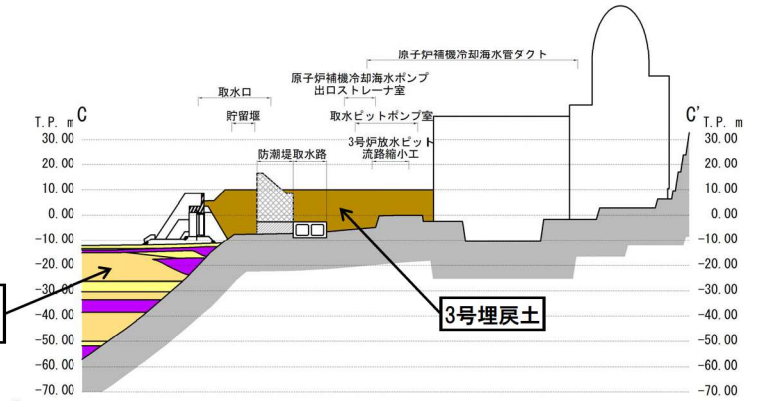 原子炉補機冷却海水管ダクト
原子炉補機冷却海水ポンプ
出口ストレーナ室
取水口
貯留堰
取水ピットポンプ室
3号炉放水ピット
流路縮小工
防潮堤 取水路
T.P. m C
C' T.P. m
30.00
30.00
20.00
20.00
10.00
10.00
0.00
0.00
-10.00
-10.00
-20.00
-20.00
-30.00
-30.00
-40.00
-40.00
-50.00
-50.00
-60.00
-60.00
-70.00
-70.00
3号埋戻土